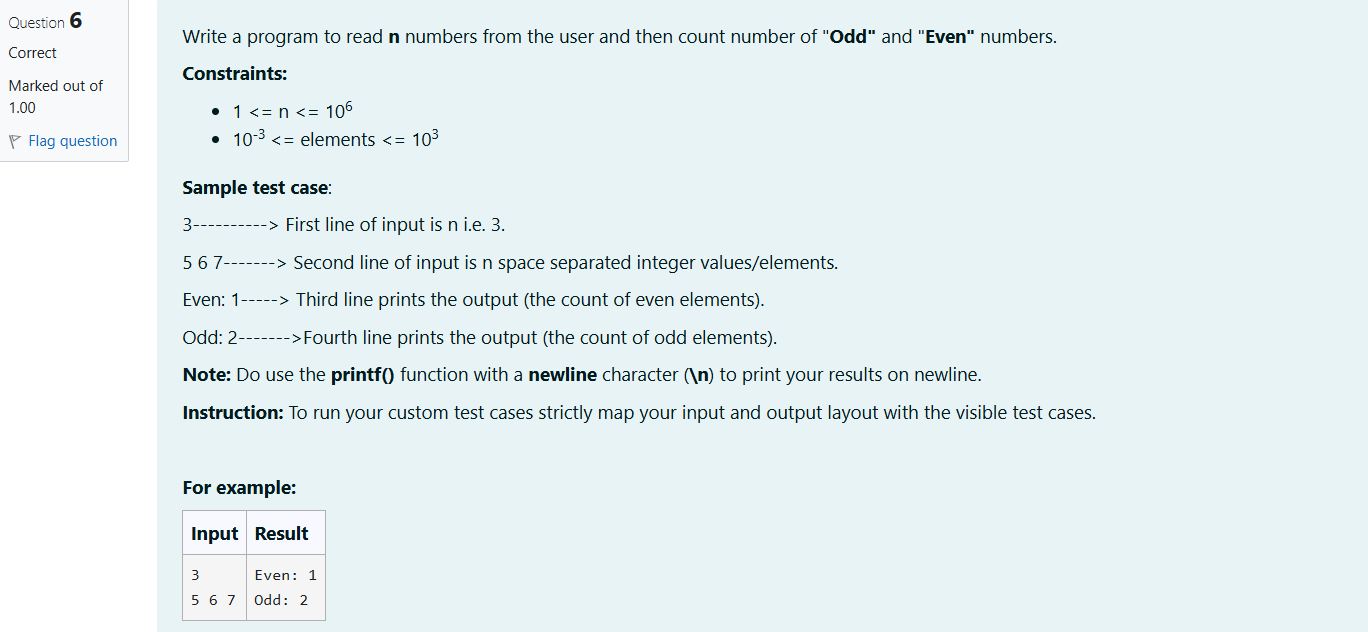 Question 6
Correct
Marked out of
1.00
Flag question
Write a program to read n numbers from the user and then count number of "Odd" and "Even" numbers.
Constraints:
• 1 <= n <= 10⁶
• 10⁻³ <= elements <= 10³
Sample test case:
3----------> First line of input is n i.e. 3.
5 6 7-------> Second line of input is n space separated integer values/elements.
Even: 1-----> Third line prints the output (the count of even elements).
Odd: 2------->Fourth line prints the output (the count of odd elements).
Note: Do use the printf() function with a newline character (\n) to print your results on newline.
Instruction: To run your custom test cases strictly map your input and output layout with the visible test cases.
For example:
Input Result
3 Even: 1
5 6 7 Odd: 2